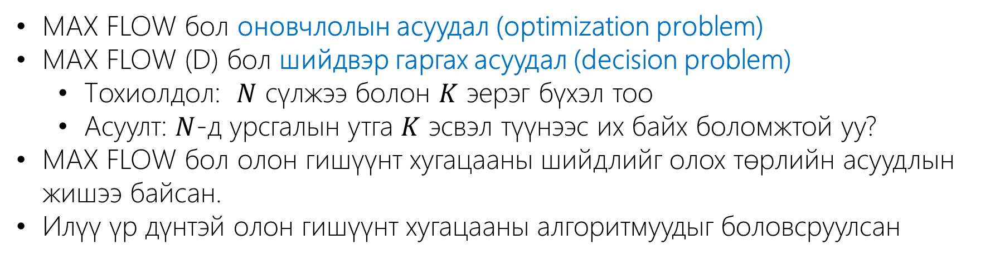 • MAX FLOW бол оновчлолын асуудал (optimization problem)
• MAX FLOW (D) бол шийдвэр гаргах асуудал (decision problem)
• Тохиолдол: N сүлжээ болон K эерэг бүхэл тоо
• Асуулт: N-д урсгалын утга K эсвэл түүнээс их байх боломжтой уу?
• MAX FLOW бол олон гишүүнт хугацааны шийдлийг олох төрлийн асуудлын
жишээ байсан.
• Илүү үр дүнтэй олон гишүүнт хугацааны алгоритмуудыг боловсруулсан